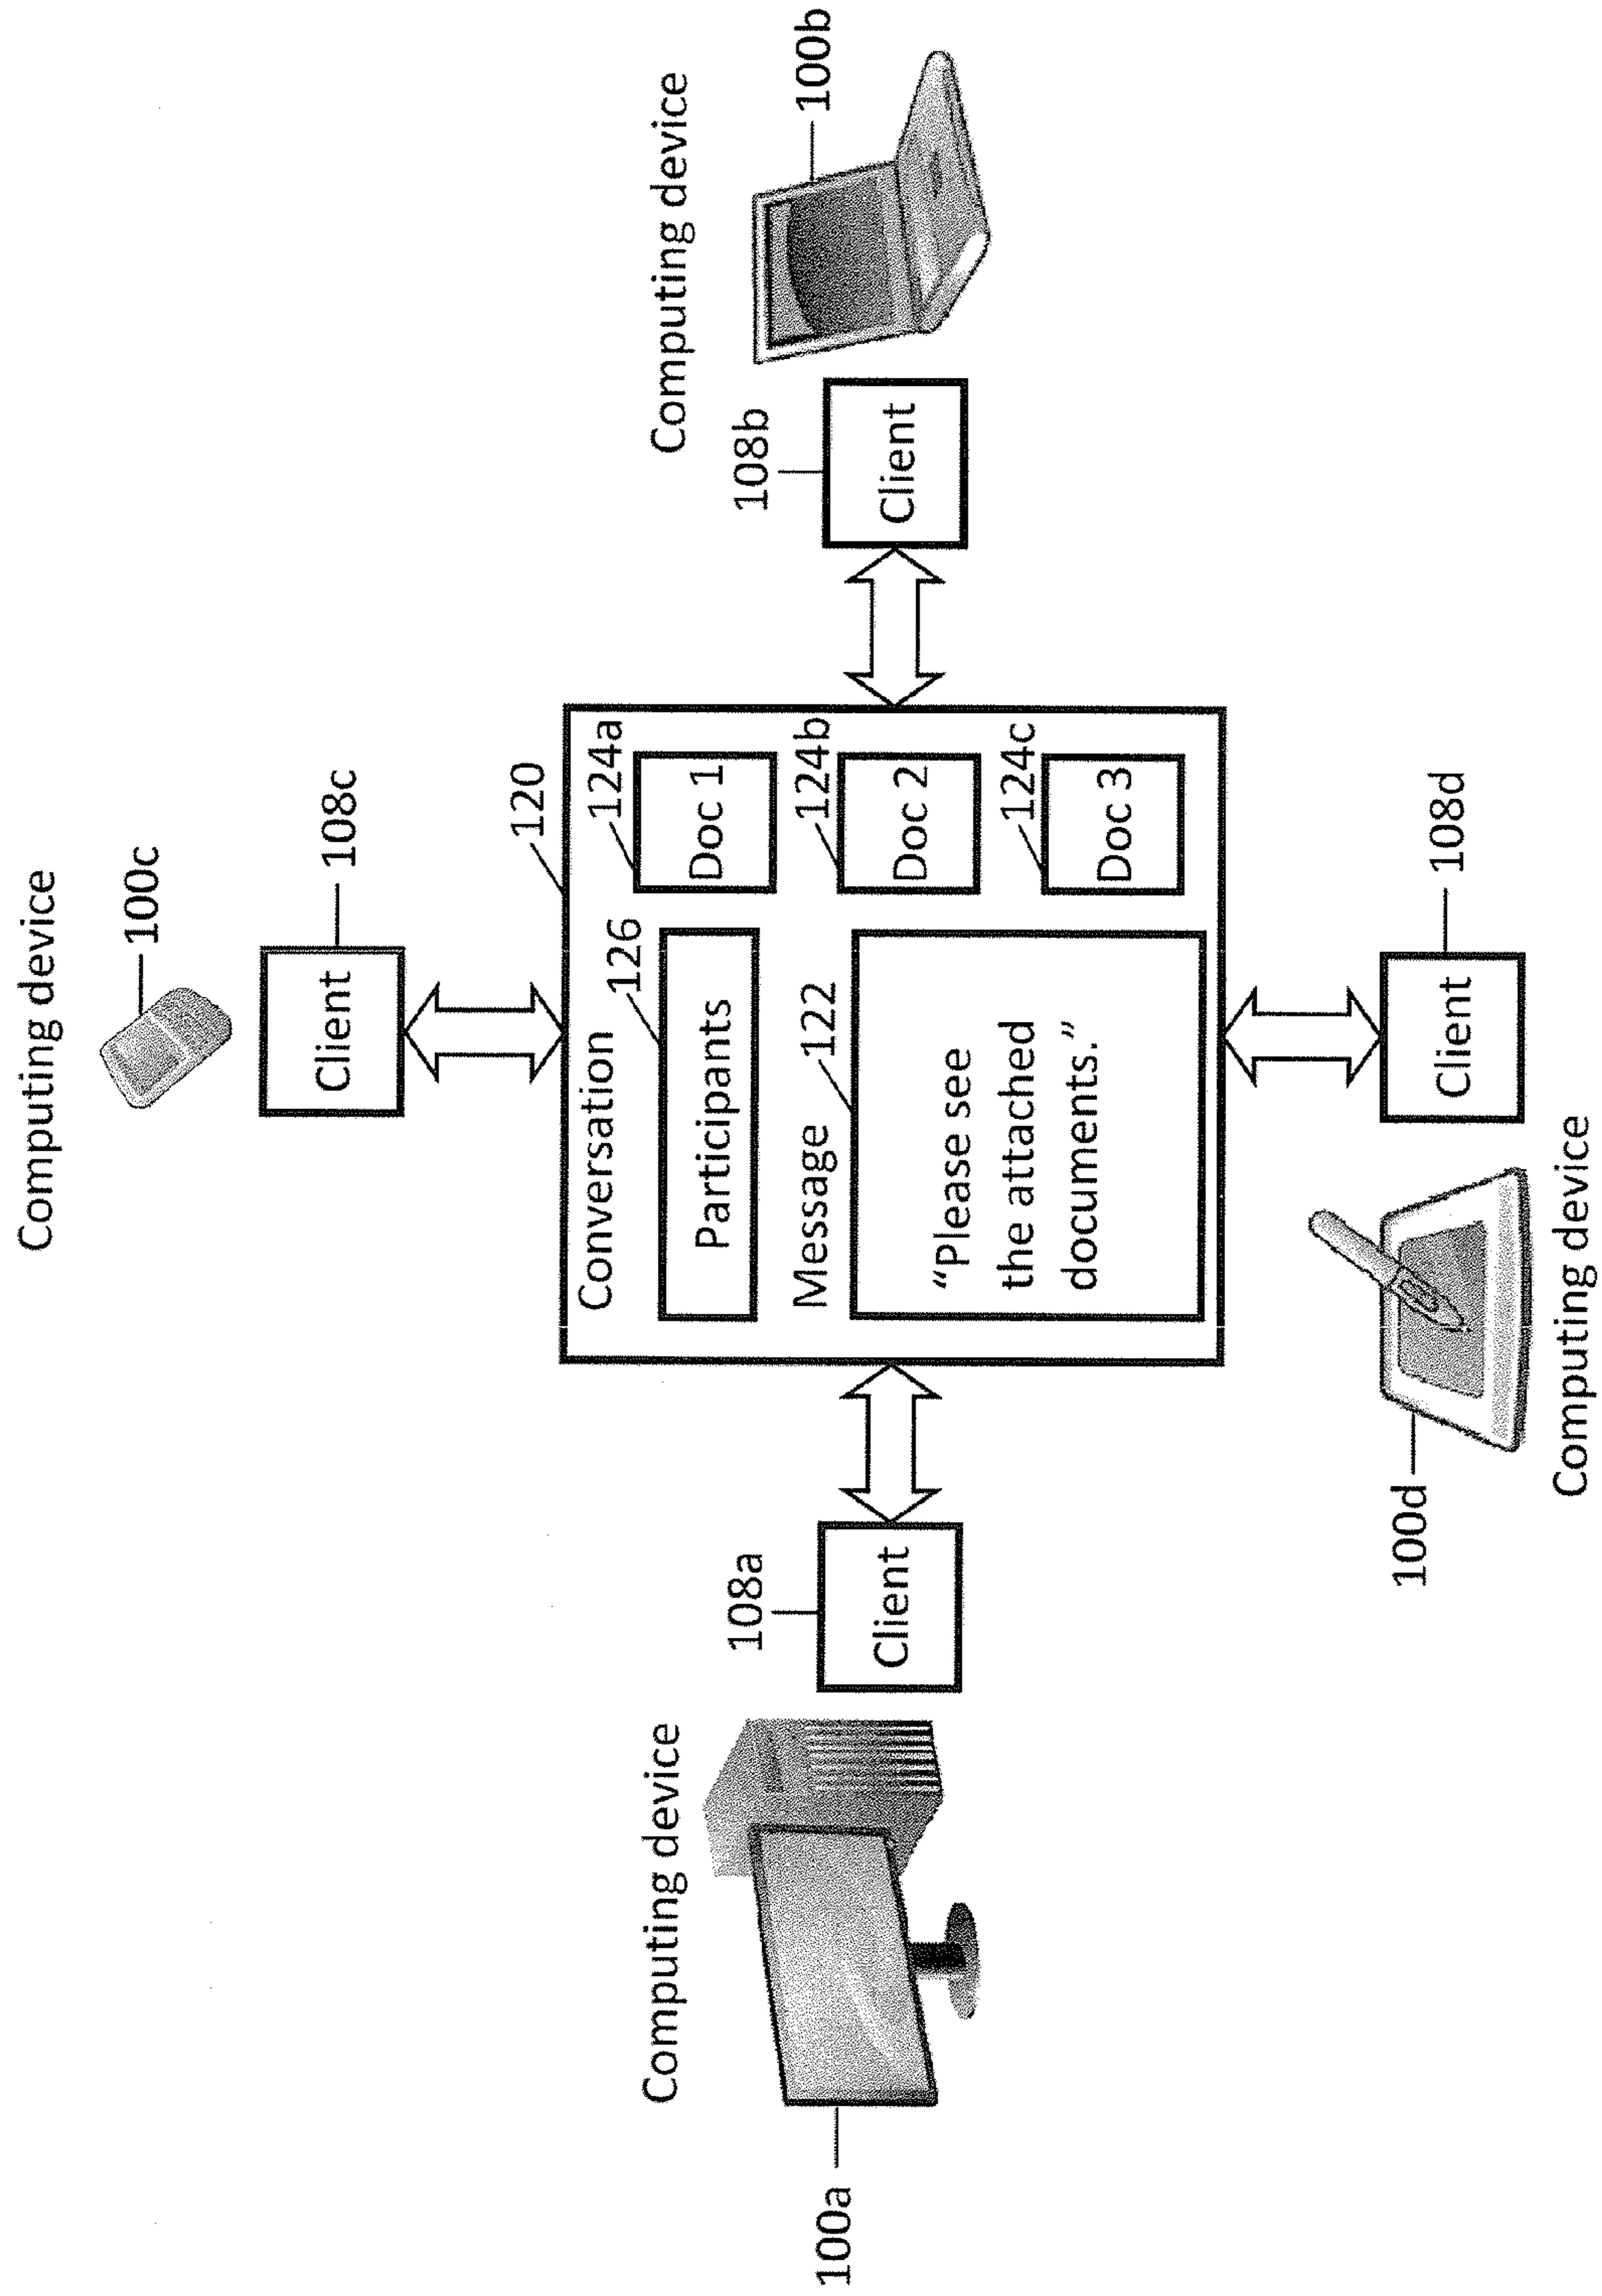 Computing device
100c
108c
Client
120
Conversation
126
Participants
Message
122
“Please see
the attached
documents.”
124a
Doc 1
124b
Doc 2
124c
Doc 3
Computing device
100a
108a
Client
Computing device
100b
108b
Client
108d
Client
100d
Computing device